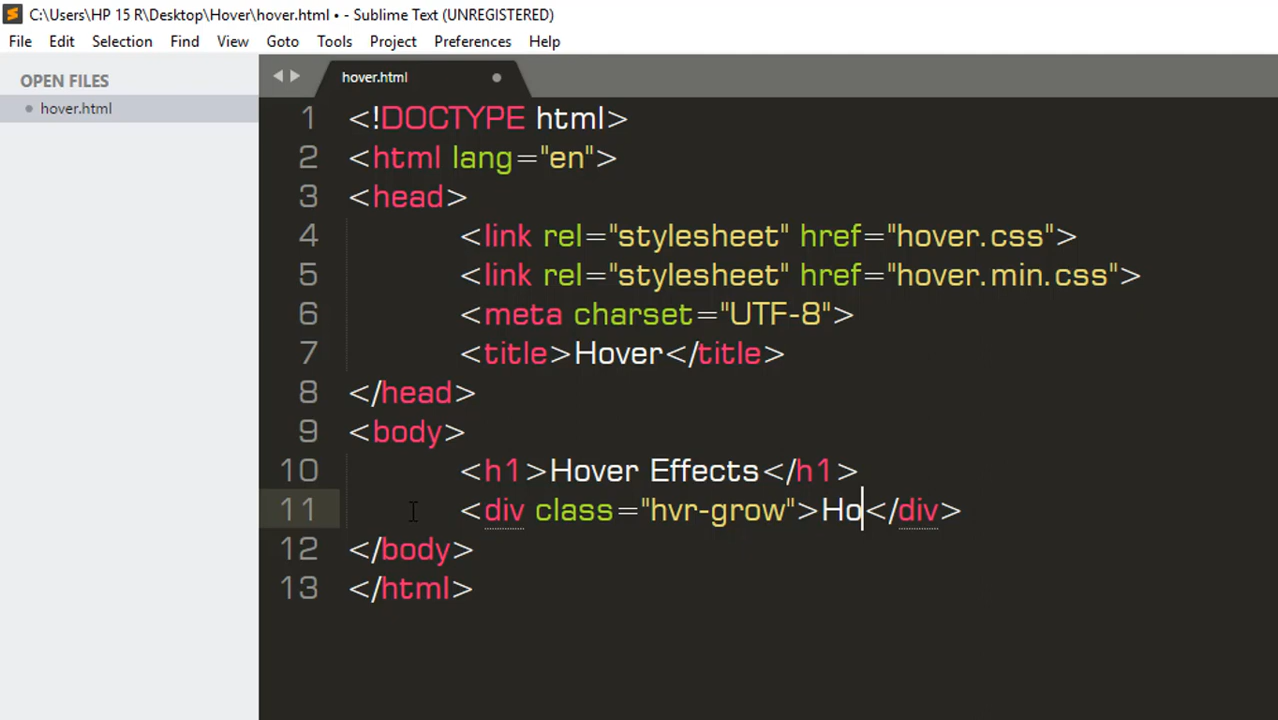 C:\Users\HP 15 R\Desktop\Hover\hover.html • - Sublime Text (UNREGISTERED)
File Edit Selection Find View Goto Tools Project Preferences Help
OPEN FILES
hover.html
hover.html
1 <!DOCTYPE html>
2 <html lang="en">
3 <head>
4 <link rel="stylesheet" href="hover.css">
5 <link rel="stylesheet" href="hover.min.css">
6 <meta charset="UTF-8">
7 <title>Hover</title>
8 </head>
9 <body>
10 <h1>Hover Effects</h1>
11 <div class="hvr-grow">Ho</div>
12 </body>
13 </html>